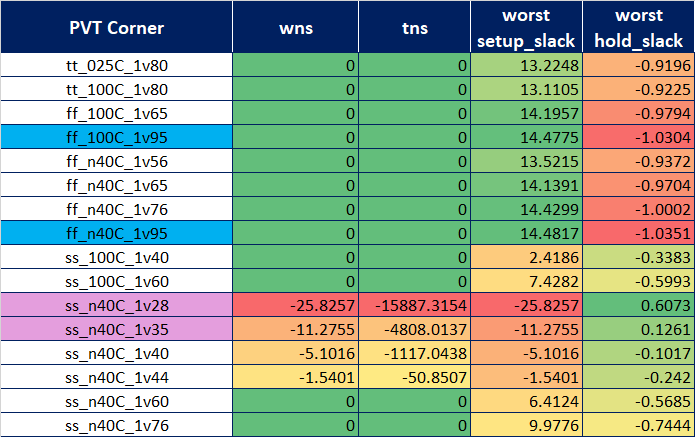 PVT Corner wns tns worst setup_slack worst hold_slack
tt_025C_1v80 0 0 13.2248 -0.9196
tt_100C_1v80 0 0 13.1105 -0.9225
ff_100C_1v65 0 0 14.1957 -0.9794
ff_100C_1v95 0 0 14.4775 -1.0304
ff_n40C_1v56 0 0 13.5215 -0.9372
ff_n40C_1v65 0 0 14.1391 -0.9704
ff_n40C_1v76 0 0 14.4299 -1.0002
ff_n40C_1v95 0 0 14.4817 -1.0351
ss_100C_1v40 0 0 2.4186 -0.3383
ss_100C_1v60 0 0 7.4282 -0.5993
ss_n40C_1v28 -25.8257 -15887.3154 -25.8257 0.6073
ss_n40C_1v35 -11.2755 -4808.0137 -11.2755 0.1261
ss_n40C_1v40 -5.1016 -1117.0438 -5.1016 -0.1017
ss_n40C_1v44 -1.5401 -50.8507 -1.5401 -0.242
ss_n40C_1v60 0 0 6.4124 -0.5685
ss_n40C_1v76 0 0 9.9776 -0.7444